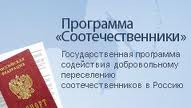 Программа
«Соотечественники»
Государственная программа
содействия добровольному
переселению
соотечественников в Россию